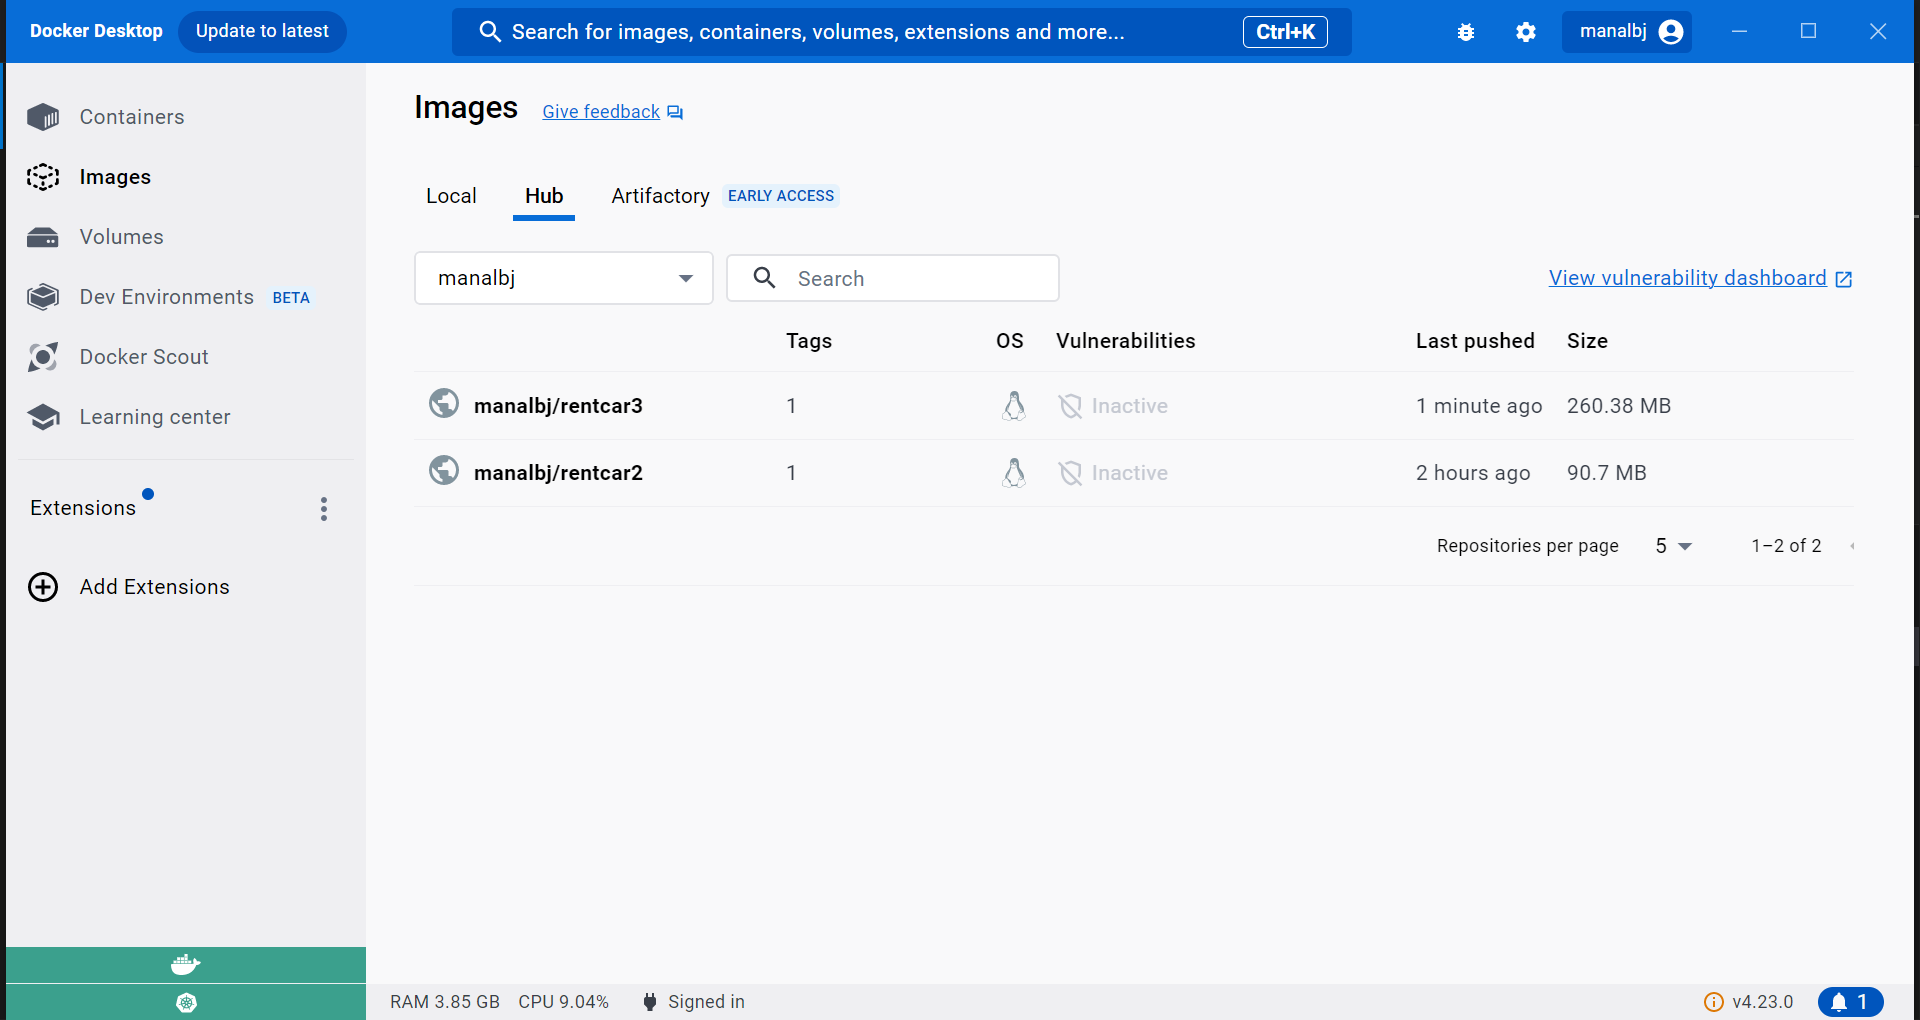 Docker Desktop Update to latest Search for images, containers, volumes, extensions and more... Ctrl+K manalbj
Containers
Images
Volumes
Dev Environments BETA
Docker Scout
Learning center
Extensions
Add Extensions
Images Give feedback
Local Hub Artifactory EARLY ACCESS
manalbj Search View vulnerability dashboard
Tags OS Vulnerabilities Last pushed Size
manalbj/rentcar3 1 Inactive 1 minute ago 260.38 MB
manalbj/rentcar2 1 Inactive 2 hours ago 90.7 MB
Repositories per page 5 1–2 of 2
RAM 3.85 GB CPU 9.04% Signed in v4.23.0 1